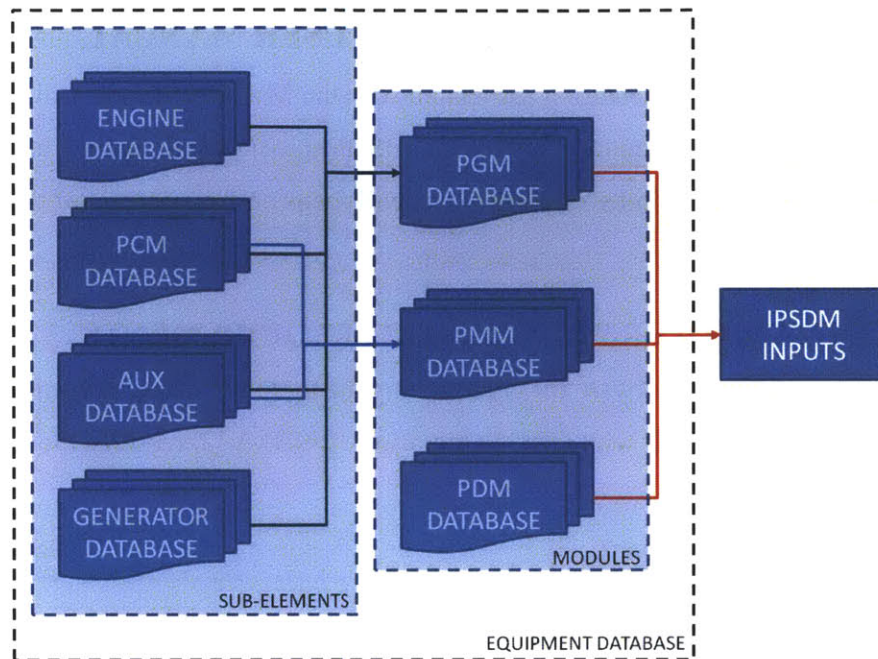 ENGINE
DATABASE
PCM
DATABASE
AUX
DATABASE
GENERATOR
DATABASE
SUB-ELEMENTS
PGM
DATABASE
PMM
DATABASE
PDM
DATABASE
MODULES
IPSDM
INPUTS
EQUIPMENT DATABASE